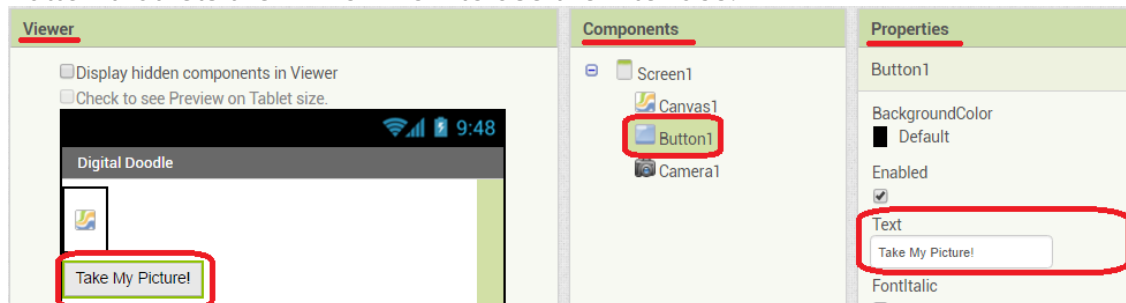 Viewer
Display hidden components in Viewer
Check to see Preview on Tablet size.
9:48
Digital Doodle
Take My Picture!
Components
Screen1
Canvas1
Button1
Camera1
Properties
Button1
BackgroundColor
Default
Enabled
Text
Take My Picture!
FontItalic